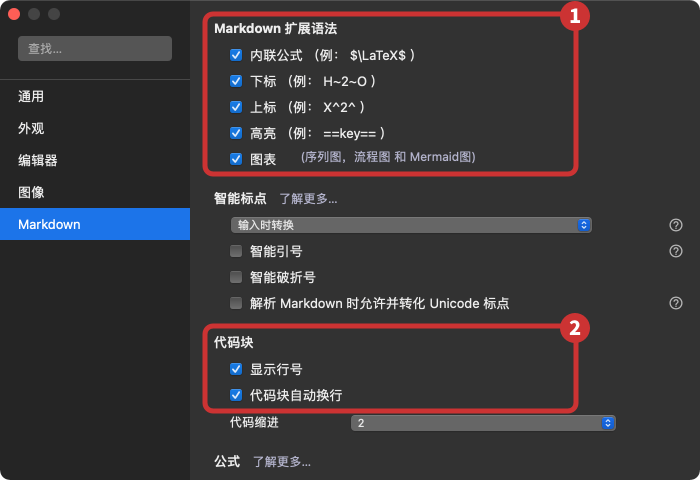 查找...
通用
外观
编辑器
图像
Markdown
1
Markdown 扩展语法
内联公式 （例： $\LaTeX$ ）
下标 （例： H~2~O ）
上标 （例： X^2^ ）
高亮 （例： ==key== ）
图表 (序列图，流程图 和 Mermaid图)
智能标点 了解更多...
输入时转换 ?
智能引号 ?
智能破折号
解析 Markdown 时允许并转化 Unicode 标点 ?
2
代码块
显示行号
代码块自动换行
代码缩进 2
公式 了解更多...